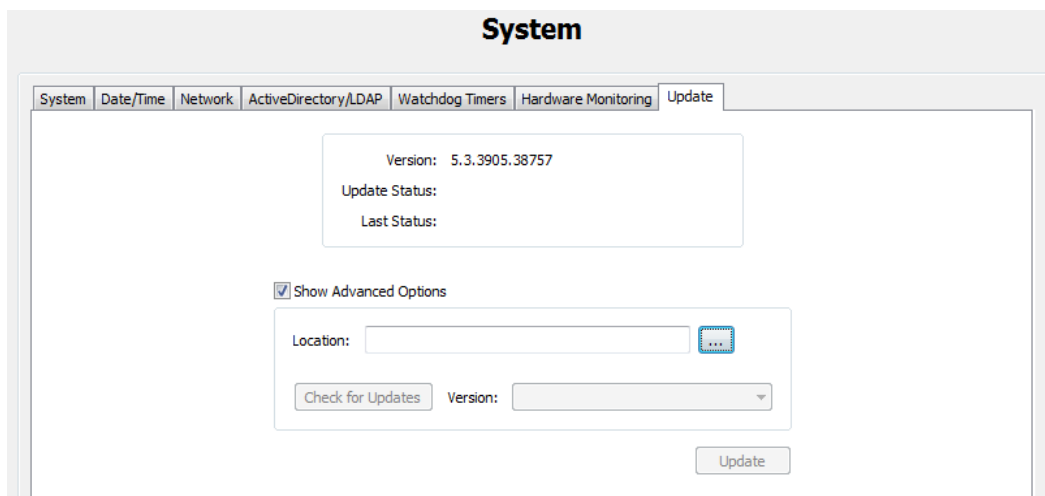 System
System Date/Time Network ActiveDirectory/LDAP Watchdog Timers Hardware Monitoring Update
Version: 5.3.3905.38757
Update Status:
Last Status:
Show Advanced Options
Location: ...
Check for Updates Version:
Update